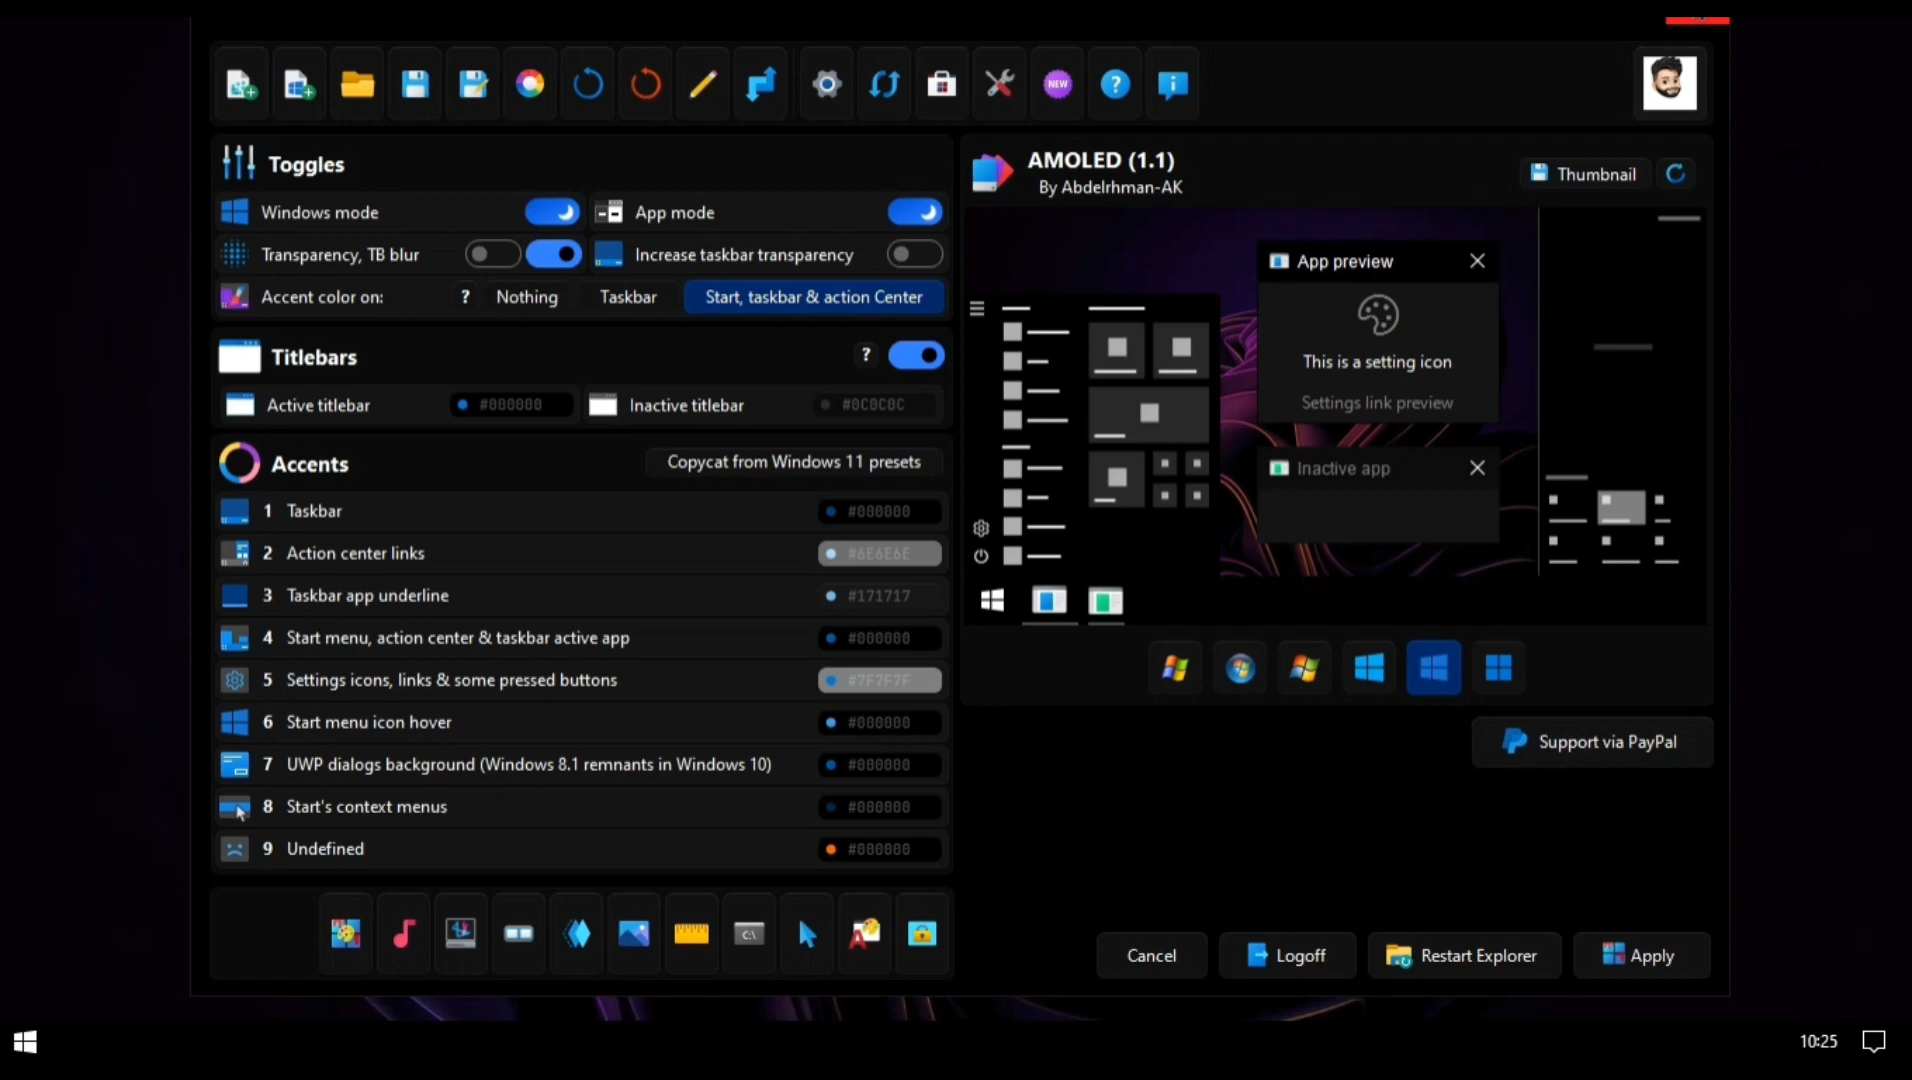 NEW
Toggles
Windows mode
App mode
Transparency, TB blur
Increase taskbar transparency
Accent color on:
?
Nothing
Taskbar
Start, taskbar & action Center
Titlebars
?
Active titlebar
#000000
Inactive titlebar
#0C0C0C
Accents
Copycat from Windows 11 presets
1 Taskbar
#000000
2 Action center links
#6E6E6E
3 Taskbar app underline
#171717
4 Start menu, action center & taskbar active app
#000000
5 Settings icons, links & some pressed buttons
#7F7F7F
6 Start menu icon hover
#000000
7 UWP dialogs background (Windows 8.1 remnants in Windows 10)
#000000
8 Start's context menus
#000000
9 Undefined
#000000
C:\
AMOLED (1.1)
By Abdelrhman-AK
Thumbnail
App preview
This is a setting icon
Settings link preview
Inactive app
Support via PayPal
Cancel
Logoff
Restart Explorer
Apply
10:25